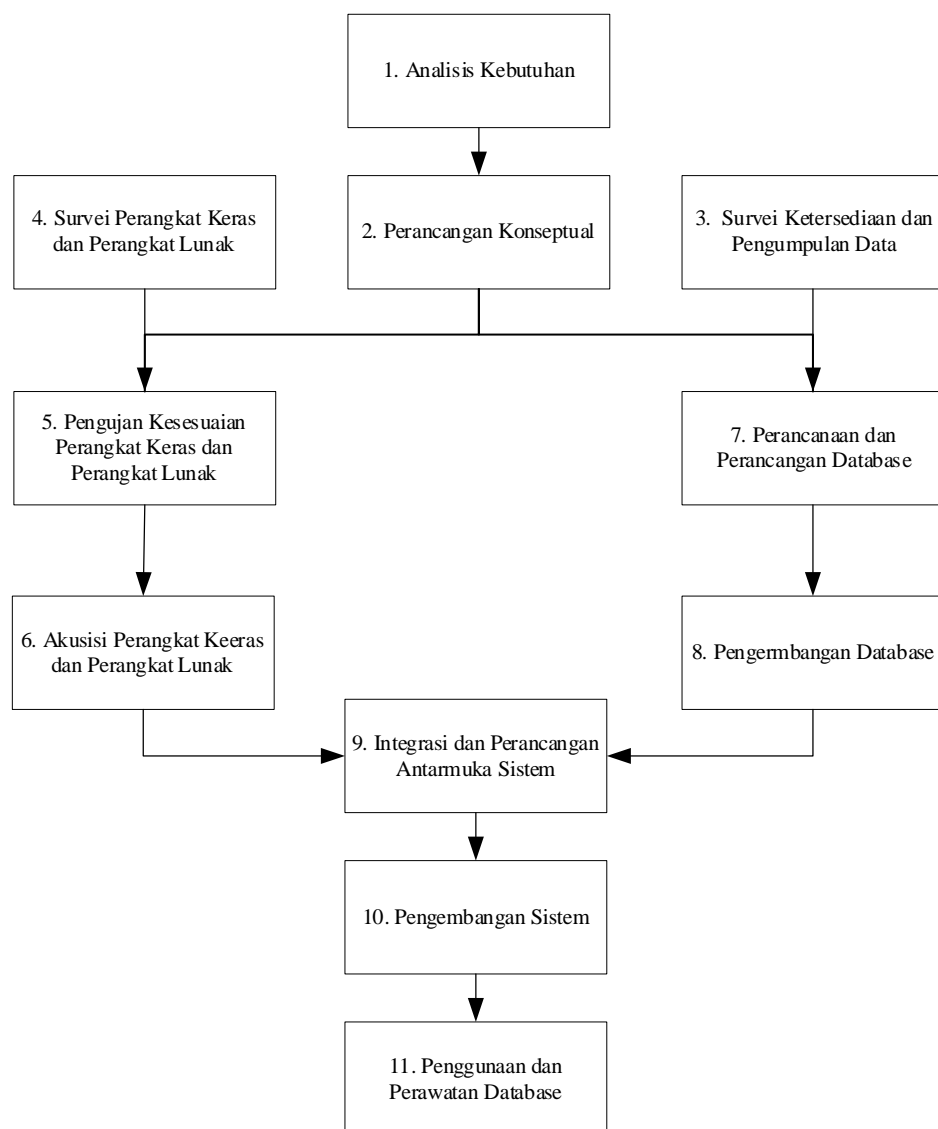 1. Analisis Kebutuhan
4. Survei Perangkat Keras
dan Perangkat Lunak
2. Perancangan Konseptual
3. Survei Ketersediaan dan
Pengumpulan Data
5. Pengujan Kesesuaian
Perangkat Keras dan
Perangkat Lunak
7. Perancanaan dan
Perancangan Database
6. Akusisi Perangkat Keeras
dan Perangkat Lunak
8. Pengermbangan Database
9. Integrasi dan Perancangan
Antarmuka Sistem
10. Pengembangan Sistem
11. Penggunaan dan
Perawatan Database